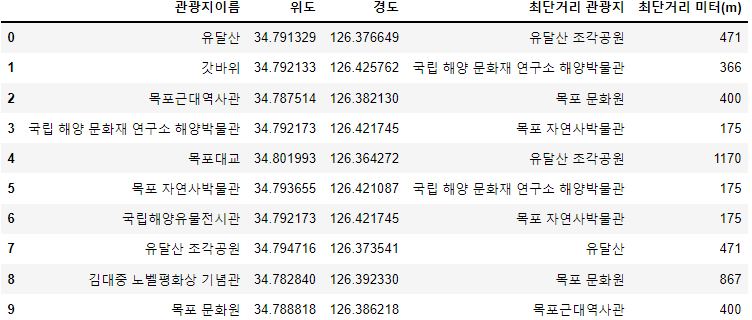 관광지이름 위도 경도 최단거리 관광지 최단거리 미터(m)
0 유달산 34.791329 126.376649 유달산 조각공원 471
1 갓바위 34.792133 126.425762 국립 해양 문화재 연구소 해양박물관 366
2 목포근대역사관 34.787514 126.382130 목포 문화원 400
3 국립 해양 문화재 연구소 해양박물관 34.792173 126.421745 목포 자연사박물관 175
4 목포대교 34.801993 126.364272 유달산 조각공원 1170
5 목포 자연사박물관 34.793655 126.421087 국립 해양 문화재 연구소 해양박물관 175
6 국립해양유물전시관 34.792173 126.421745 목포 자연사박물관 175
7 유달산 조각공원 34.794716 126.373541 유달산 471
8 김대중 노벨평화상 기념관 34.782840 126.392330 목포 문화원 867
9 목포 문화원 34.788818 126.386218 목포근대역사관 400